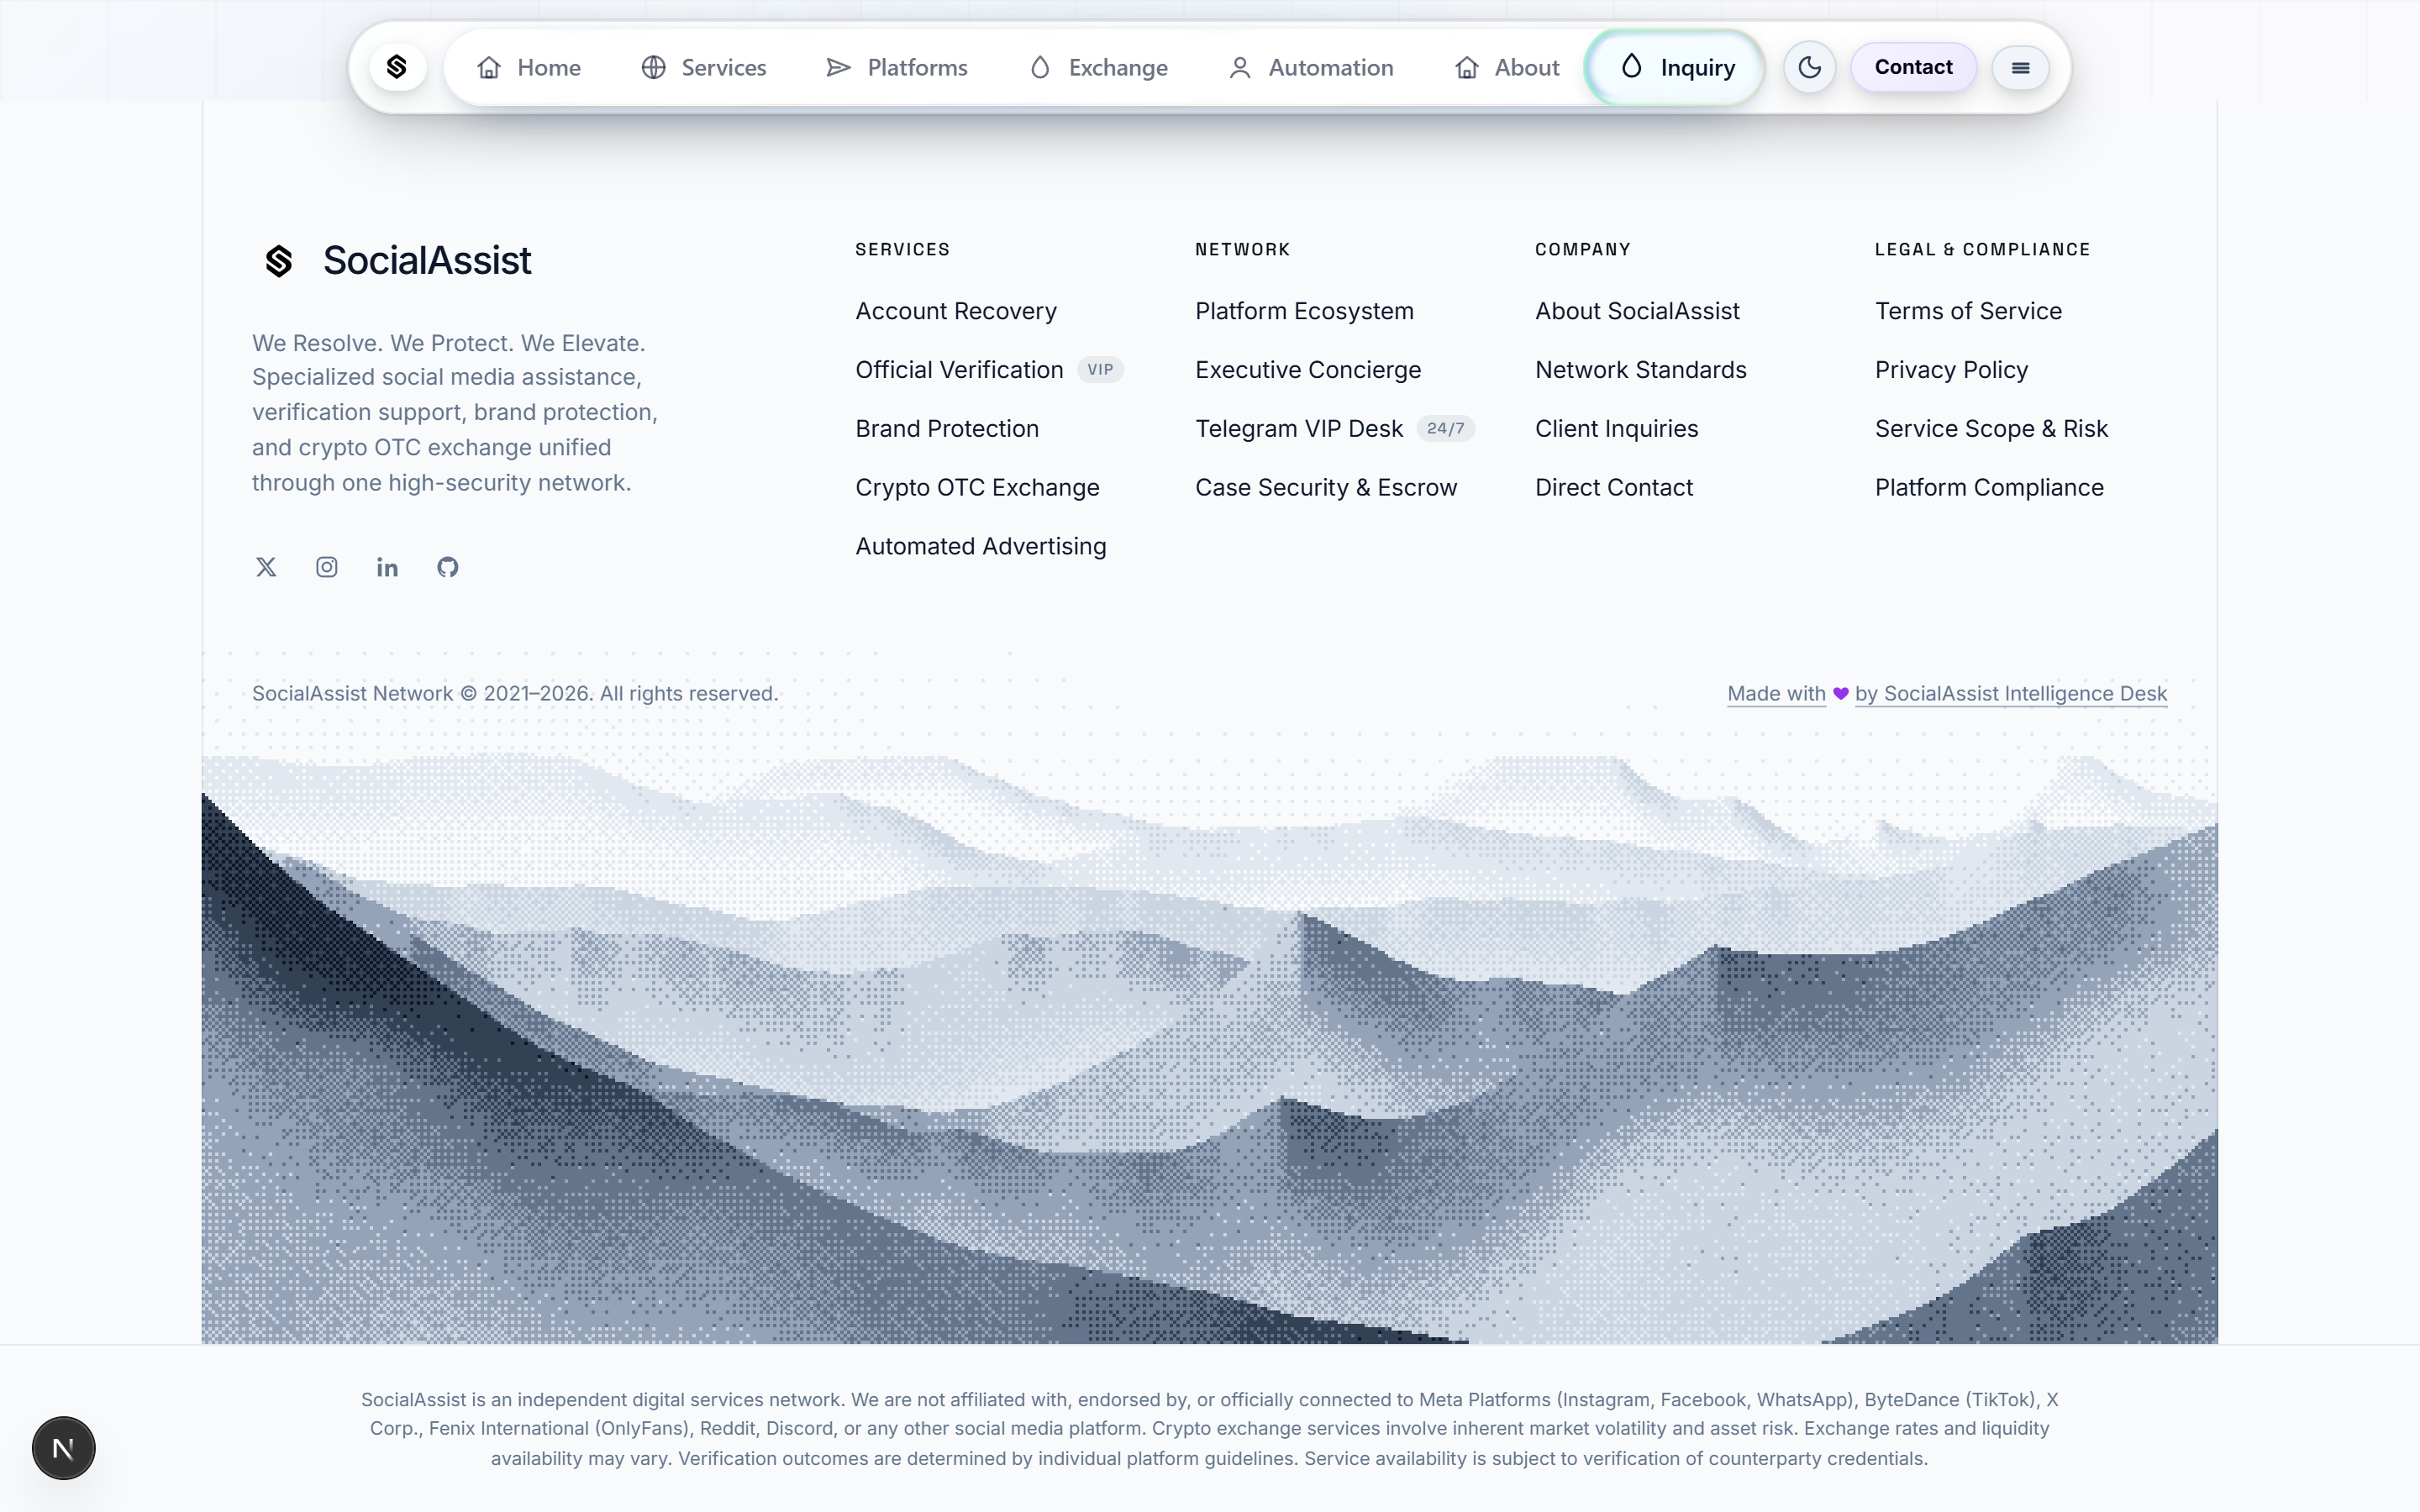 Home Services Platforms Exchange Automation About Inquiry Contact
SocialAssist
We Resolve. We Protect. We Elevate.
Specialized social media assistance,
verification support, brand protection,
and crypto OTC exchange unified
through one high-security network.
SERVICES
Account Recovery
Official Verification VIP
Brand Protection
Crypto OTC Exchange
Automated Advertising
NETWORK
Platform Ecosystem
Executive Concierge
Telegram VIP Desk 24/7
Case Security & Escrow
COMPANY
About SocialAssist
Network Standards
Client Inquiries
Direct Contact
LEGAL & COMPLIANCE
Terms of Service
Privacy Policy
Service Scope & Risk
Platform Compliance
SocialAssist Network © 2021–2026. All rights reserved.
Made with 💜 by SocialAssist Intelligence Desk
SocialAssist is an independent digital services network. We are not affiliated with, endorsed by, or officially connected to Meta Platforms (Instagram, Facebook, WhatsApp), ByteDance (TikTok), X
Corp., Fenix International (OnlyFans), Reddit, Discord, or any other social media platform. Crypto exchange services involve inherent market volatility and asset risk. Exchange rates and liquidity
availability may vary. Verification outcomes are determined by individual platform guidelines. Service availability is subject to verification of counterparty credentials.
N